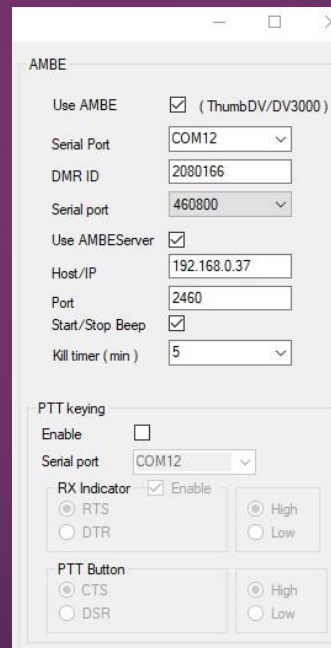 AMBE
Use AMBE ( ThumbDV/DV3000 )
Serial Port COM12
DMR ID 2080166
Serial port 460800
Use AMBEServer
Host/IP 192.168.0.37
Port 2460
Start/Stop Beep
Kill timer ( min ) 5
PTT keying
Enable
Serial port COM12
RX Indicator Enable
RTS High
DTR Low
PTT Button
CTS High
DSR Low